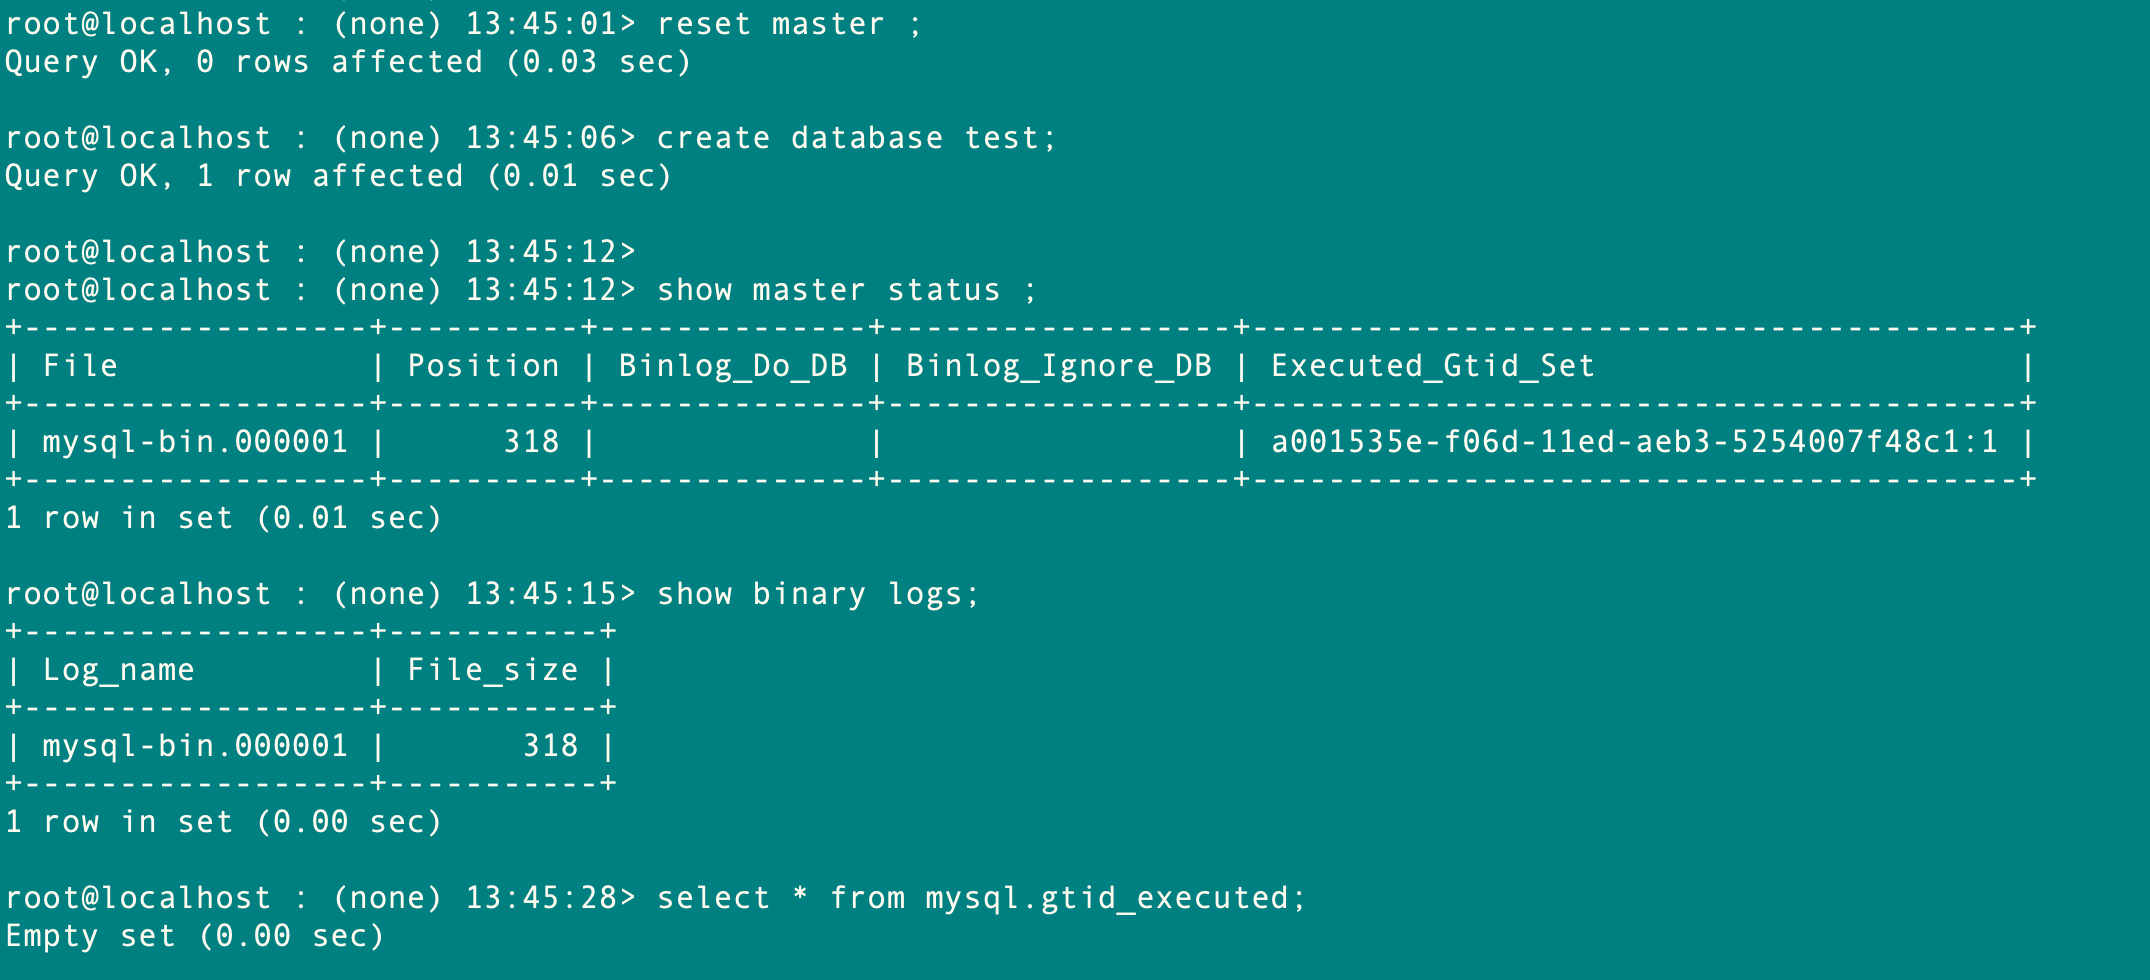 root@localhost : (none) 13:45:01> reset master ;
Query OK, 0 rows affected (0.03 sec)

root@localhost : (none) 13:45:06> create database test;
Query OK, 1 row affected (0.01 sec)

root@localhost : (none) 13:45:12>
root@localhost : (none) 13:45:12> show master status ;
+------------------+----------+--------------+------------------+----------------------------------------+
| File             | Position | Binlog_Do_DB | Binlog_Ignore_DB | Executed_Gtid_Set                      |
+------------------+----------+--------------+------------------+----------------------------------------+
| mysql-bin.000001 |      318 |              |                  | a001535e-f06d-11ed-aeb3-5254007f48c1:1 |
+------------------+----------+--------------+------------------+----------------------------------------+
1 row in set (0.01 sec)

root@localhost : (none) 13:45:15> show binary logs;
+------------------+-----------+
| Log_name         | File_size |
+------------------+-----------+
| mysql-bin.000001 |       318 |
+------------------+-----------+
1 row in set (0.00 sec)

root@localhost : (none) 13:45:28> select * from mysql.gtid_executed;
Empty set (0.00 sec)